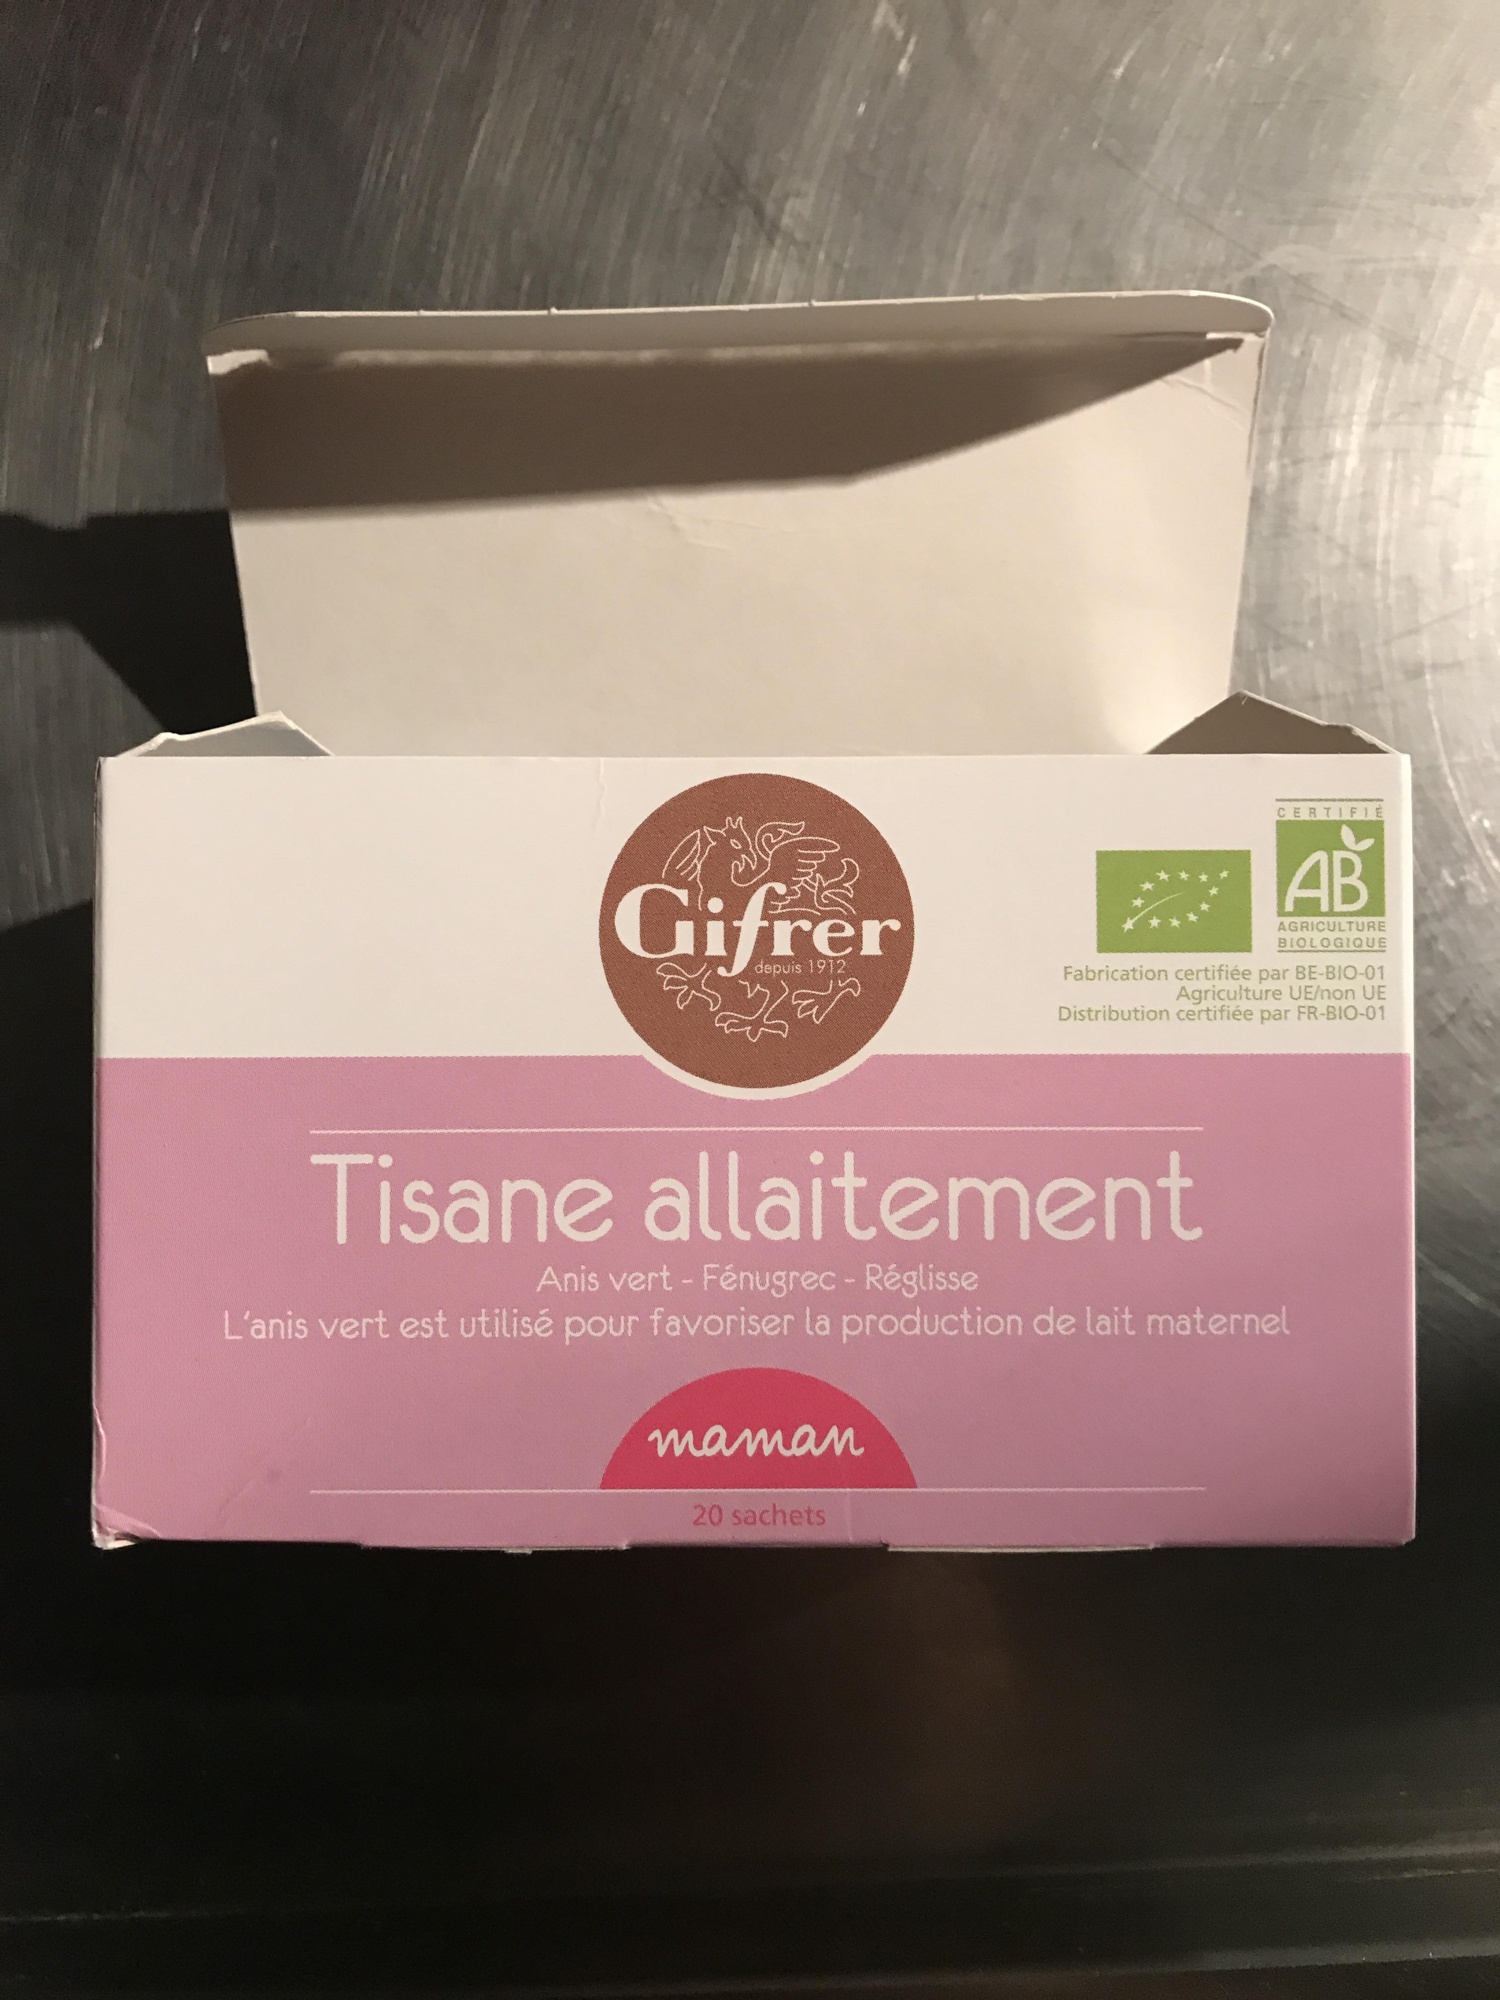 Gifrer
depuis 1912
CERTIFIÉ
AB
AGRICULTURE
BIOLOGIQUE
Fabrication certifiée par BE-BIO-01
Agriculture UE/non UE
Distribution certifiée par FR-BIO-01
Tisane allaitement
Anis vert - Fénugrec - Réglisse
L'anis vert est utilisé pour favoriser la production de lait maternel
maman
20 sachets